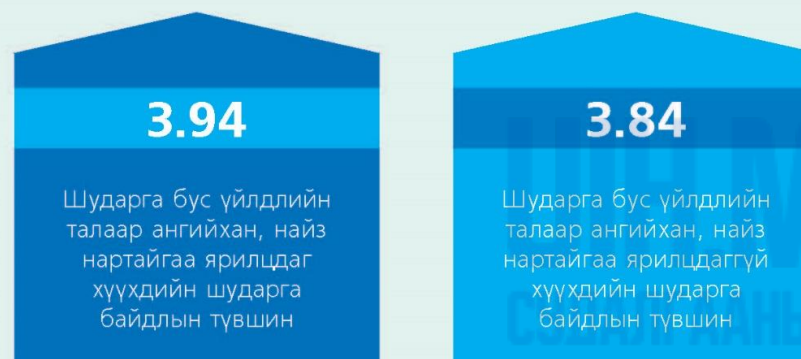 3.94
Шударга бус үйлдлийн
талаар ангийхан, найз
нартайгаа ярилцдаг
хүүхдийн шударга
байдлын түвшин
3.84
Шударга бус үйлдлийн
талаар ангийхан, найз
нартайгаа ярилцдаггүй
хүүхдийн шударга
байдлын түвшин